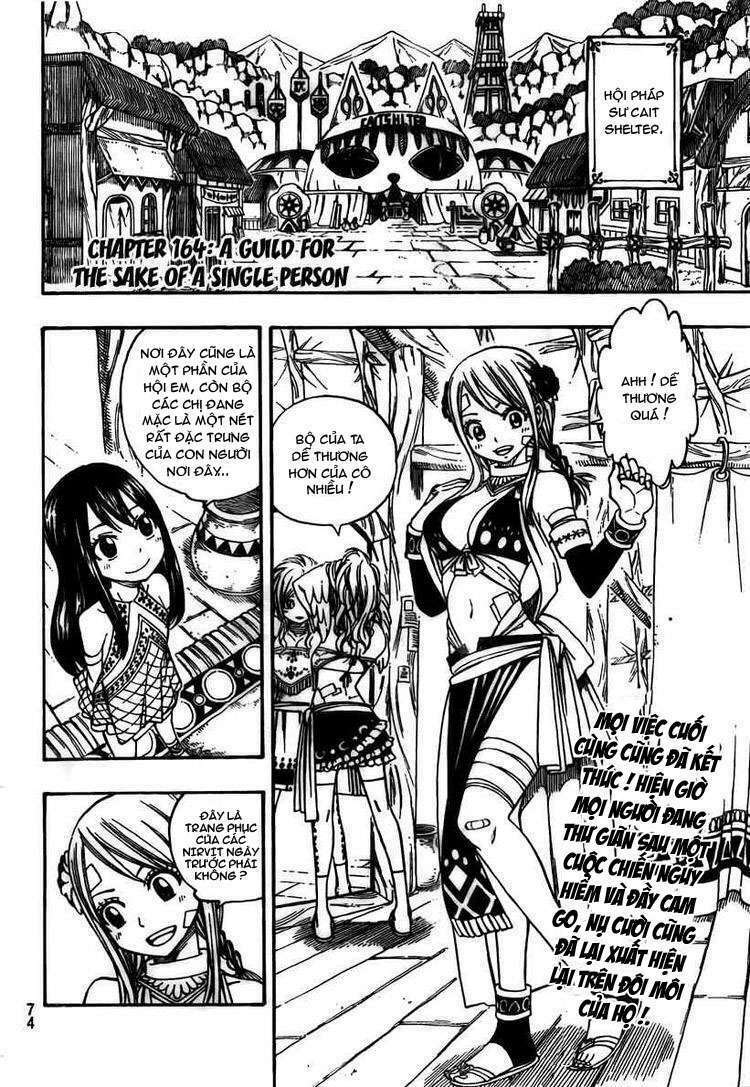 HỘI PHÁP
SƯ CAIT
SHELTER.
CAITSHELTER
CHAPTER 164: A GUILD FOR
THE SAKE OF A SINGLE PERSON
AHH ! DỄ
THƯƠNG
QUÁ !
BỘ CỦA TA
DỄ THƯƠNG
HƠN CỦA CÔ
NHIỀU !
NƠI ĐÂY CŨNG LÀ
MỘT PHẦN CỦA
HỘI EM, CÒN BỘ
CÁC CHỊ ĐANG
MẶC LÀ MỘT NÉT
RẤT ĐẶC TRƯNG
CỦA CON NGƯỜI
NƠI ĐÂY..
ĐÂY LÀ
TRANG PHỤC
CỦA CÁC
NIRVIT NGÀY
TRƯỚC PHẢI
KHÔNG ?
MỌI VIỆC CUỐI
CÙNG CŨNG ĐÃ KẾT
THÚC ! HIỆN GIỜ
MỌI NGƯỜI ĐANG
THƯ GIÃN SAU MỘT
CUỘC CHIẾN NGUY
HIỂM VÀ ĐẦY CAM
GO, NỤ CƯỜI CŨNG
ĐÃ LẠI XUẤT HIỆN
LẠI TRÊN ĐÔI MÔI
CỦA HỌ !!
74